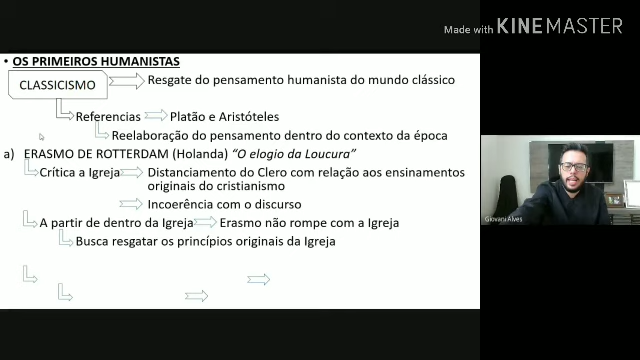 Made with KINEMASTER
• OS PRIMEIROS HUMANISTAS
CLASSICISMO Resgate do pensamento humanista do mundo clássico
Referencias Platão e Aristóteles
Reelaboração do pensamento dentro do contexto da época
a) ERASMO DE ROTTERDAM (Holanda) “O elogio da Loucura”
Crítica a Igreja Distanciamento do Clero com relação aos ensinamentos
originais do cristianismo
Incoerência com o discurso
A partir de dentro da Igreja Erasmo não rompe com a Igreja
Busca resgatar os princípios originais da Igreja
Giovani Alves